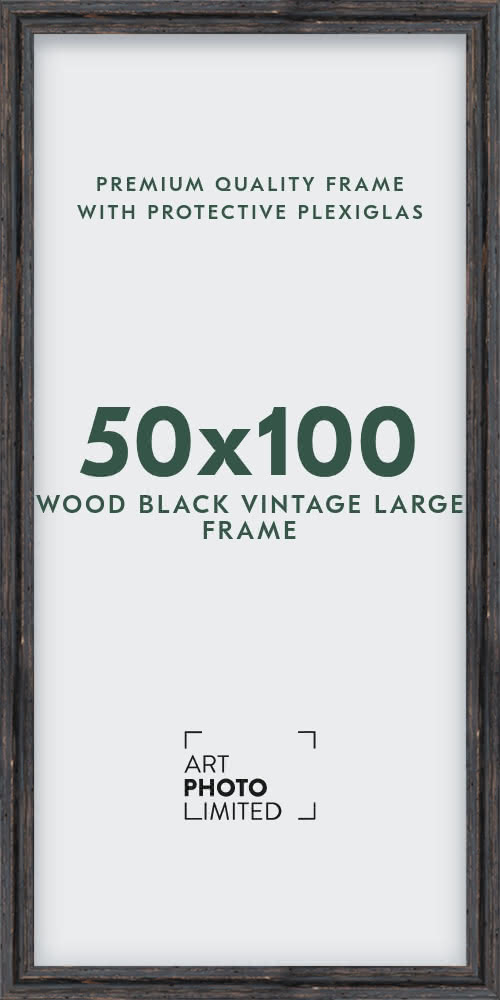 PREMIUM QUALITY FRAME
WITH PROTECTIVE PLEXIGLAS
50x100
WOOD BLACK VINTAGE LARGE
FRAME
ART
PHOTO
LIMITED